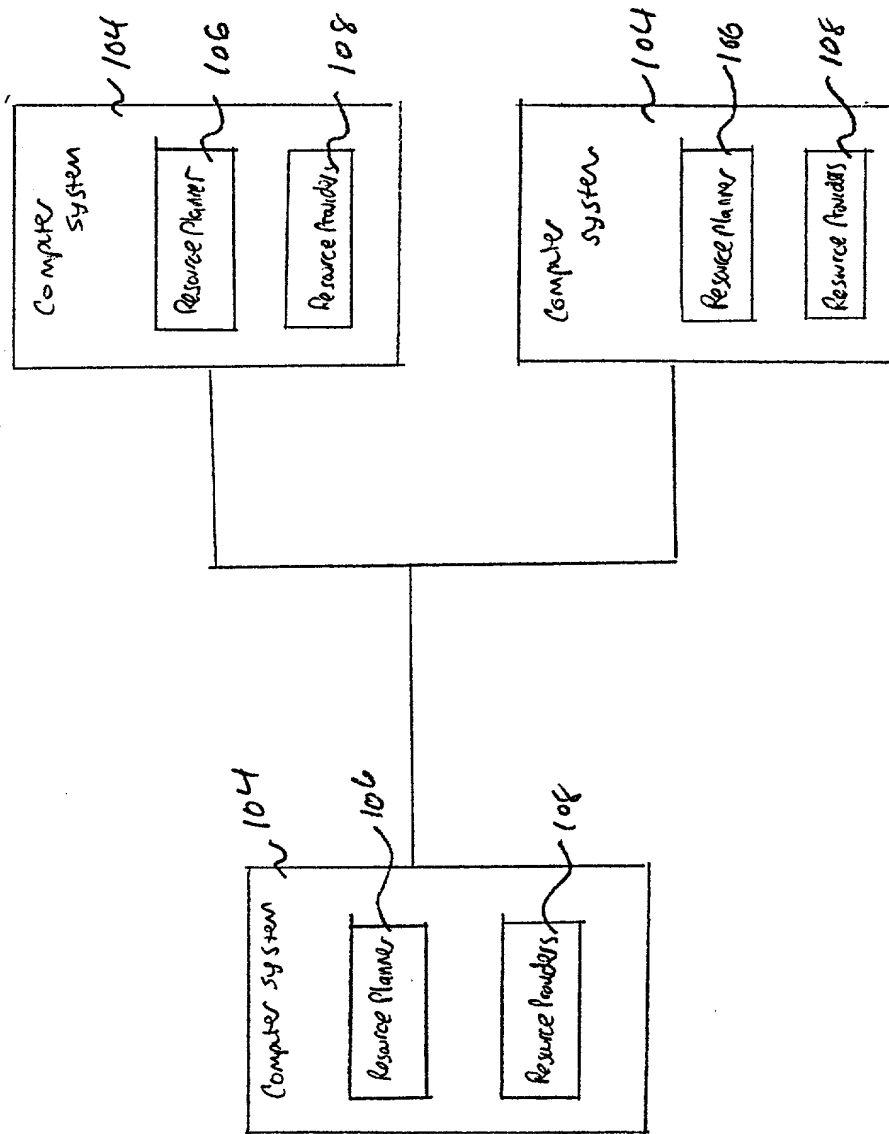 Computer
system
104
Resource Planner
106
Resource Providers
108
Computer
system
104
Resource Planner
106
Resource Providers
108
Computer system
104
Resource Planner
106
Resource Providers
108